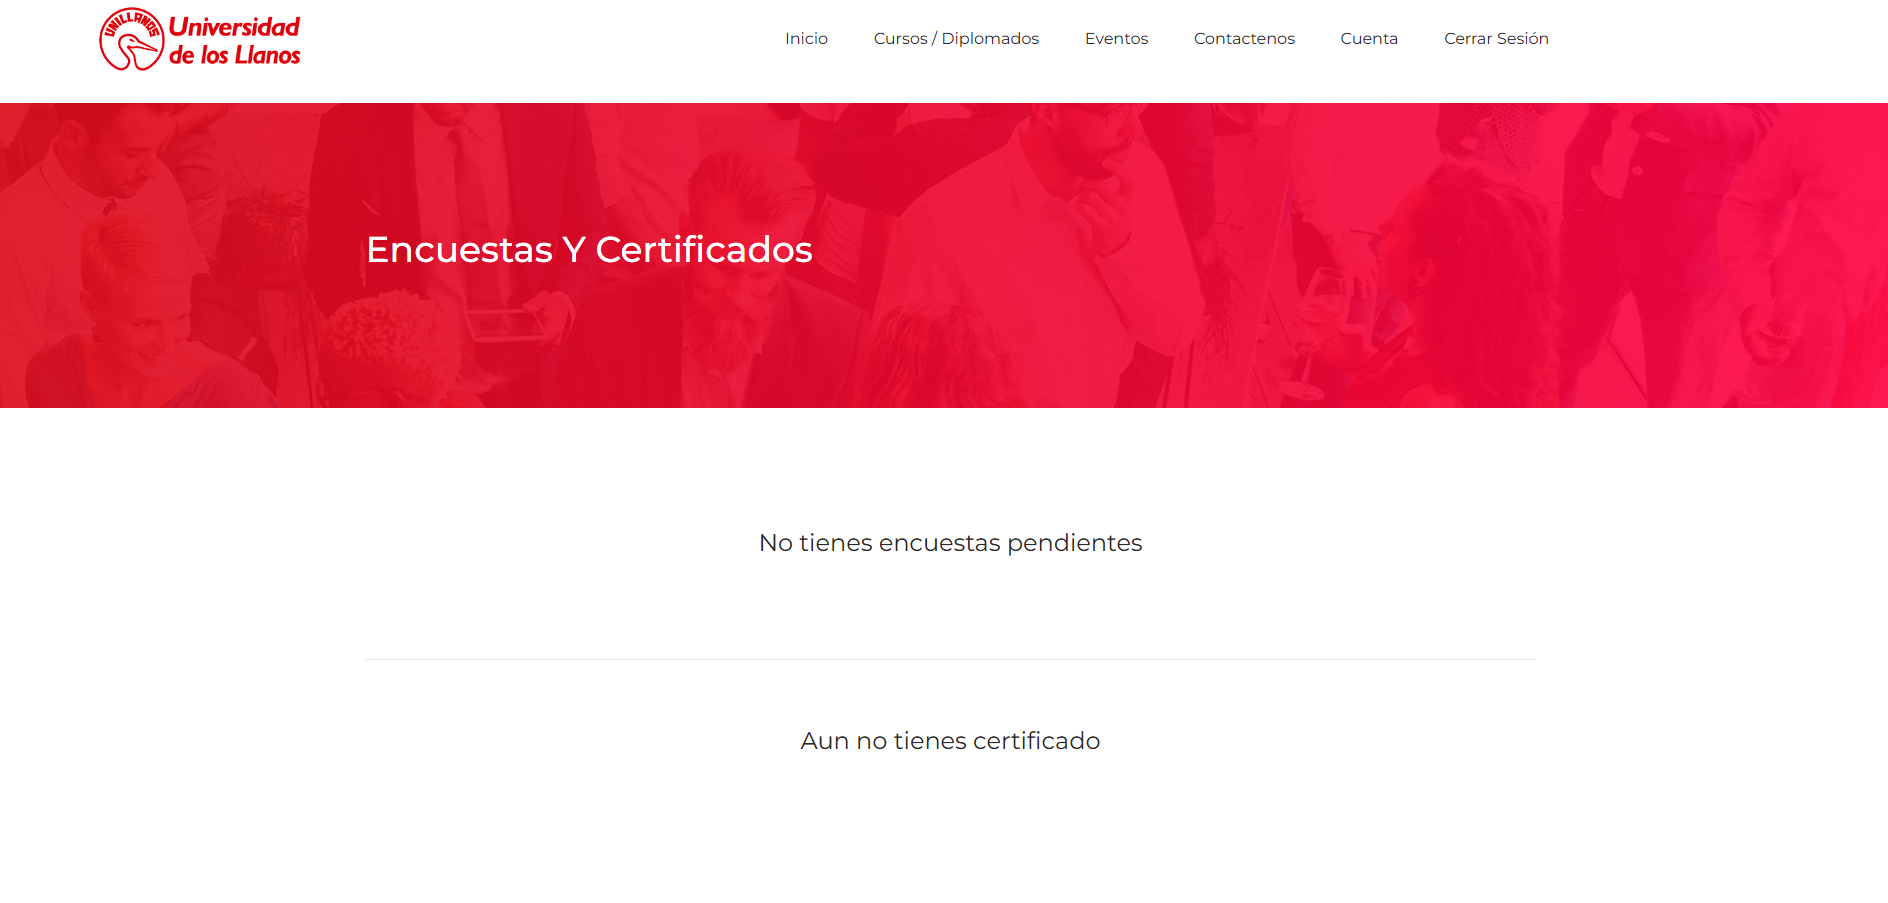 UNILLANOS
Universidad
de los Llanos
Inicio
Cursos / Diplomados
Eventos
Contactenos
Cuenta
Cerrar Sesión
Encuestas Y Certificados
No tienes encuestas pendientes
Aun no tienes certificado